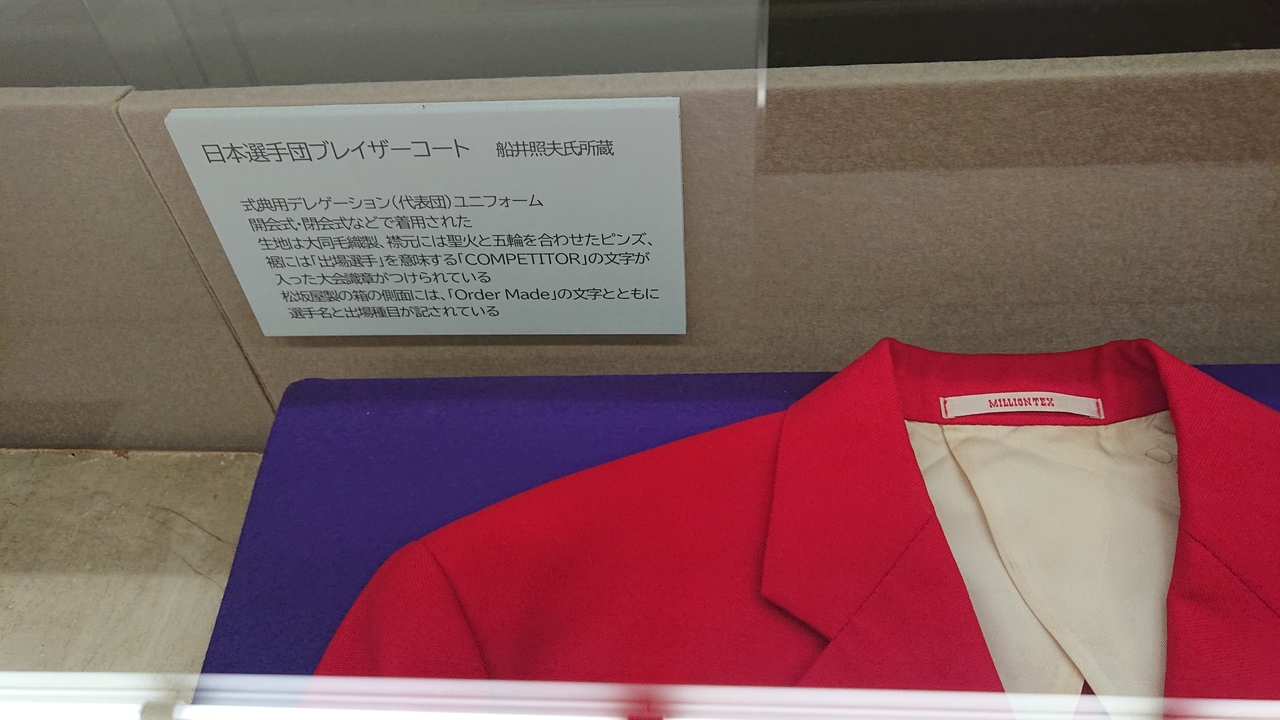 日本選手団ブレイザーコート 船井照夫氏所蔵
式典用デレゲーション（代表団）ユニフォーム
開会式・閉会式などで着用された
生地は大同毛織製、襟元には聖火と五輪を合わせたピンズ、
裾には「出場選手」を意味する「COMPETITOR」の文字が
入った大会識章がつけられている
松坂屋製の箱の側面には、「Order Made」の文字とともに
選手名と出場種目が記されている
MILLIONTEX